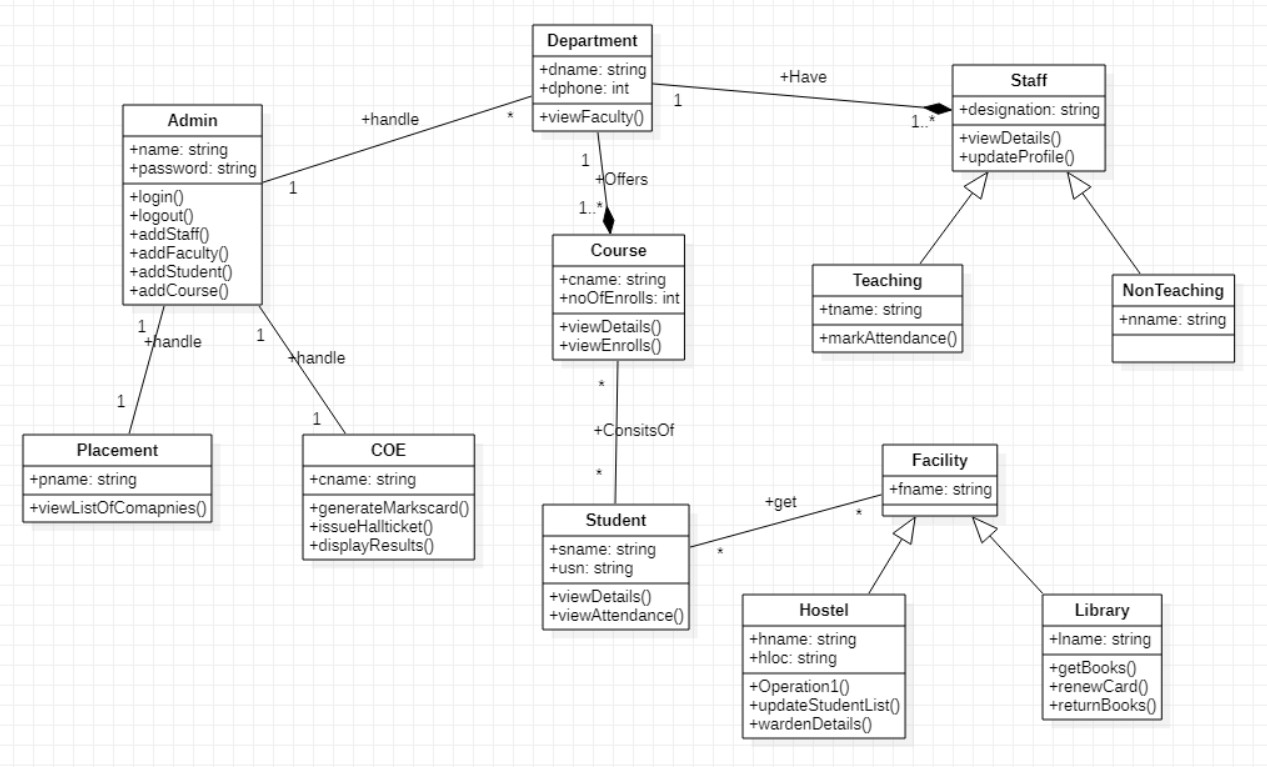 Department
+dname: string
+dphone: int
+viewFaculty()
+Have
1
1..*
Staff
+designation: string
+viewDetails()
+updateProfile()
Admin
+name: string
+password: string
+login()
+logout()
+addStaff()
+addFaculty()
+addStudent()
+addCourse()
+handle
*
1
1
+Offers
1..*
Course
+cname: string
+noOfEnrolls: int
+viewDetails()
+viewEnrolls()
Teaching
+tname: string
+markAttendance()
NonTeaching
+nname: string
1
+handle
1
1
+handle
1
Placement
+pname: string
+viewListOfComapnies()
COE
+cname: string
+generateMarkscard()
+issueHallticket()
+displayResults()
*
+ConsitsOf
*
Student
+sname: string
+usn: string
+viewDetails()
+viewAttendance()
+get
*
*
Facility
+fname: string
Hostel
+hname: string
+hloc: string
+Operation1()
+updateStudentList()
+wardenDetails()
Library
+lname: string
+getBooks()
+renewCard()
+returnBooks()